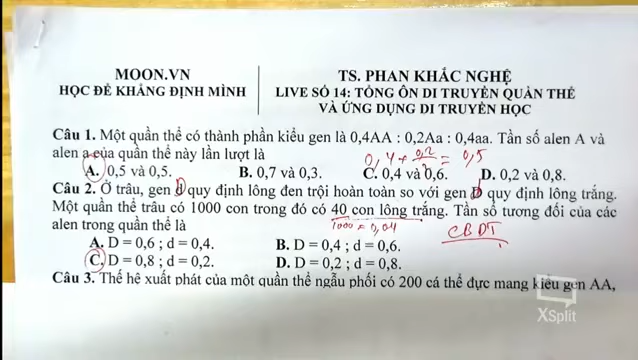 MOON.VN
HỌC ĐỂ KHẲNG ĐỊNH MÌNH
TS. PHAN KHẮC NGHỆ
LIVE SỐ 14: TỔNG ÔN DI TRUYỀN QUẦN THỂ
VÀ ỨNG DỤNG DI TRUYỀN HỌC
Câu 1. Một quần thể có thành phần kiểu gen là 0,4AA : 0,2Aa : 0,4aa. Tần số alen A và
alen a của quần thể này lần lượt là
0,4 + 0,2/2 = 0,5
A. 0,5 và 0,5. B. 0,7 và 0,3. C. 0,4 và 0,6. D. 0,2 và 0,8.
Câu 2. Ở trâu, gen quy định lông đen trội hoàn toàn so với gen quy định lông trắng.
Một quần thể trâu có 1000 con trong đó có 40 con lông trắng. Tần số tương đối của các
alen trong quần thể là
1000 = 0,04
CBDT
A. D = 0,6 ; d = 0,4. B. D = 0,4 ; d = 0,6.
C. D = 0,8 ; d = 0,2. D. D = 0,2 ; d = 0,8.
Câu 3. Thế hệ xuất phát của một quần thể ngẫu phối có 200 cá thể đực mang kiểu gen AA,
XSplit